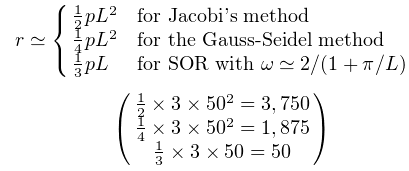 r ≃ { ½pL² for Jacobi's method
¼pL² for the Gauss-Seidel method
⅓pL for SOR with ω ≃ 2/(1 + π/L)
( ½ × 3 × 50² = 3,750
¼ × 3 × 50² = 1,875
⅓ × 3 × 50 = 50 )